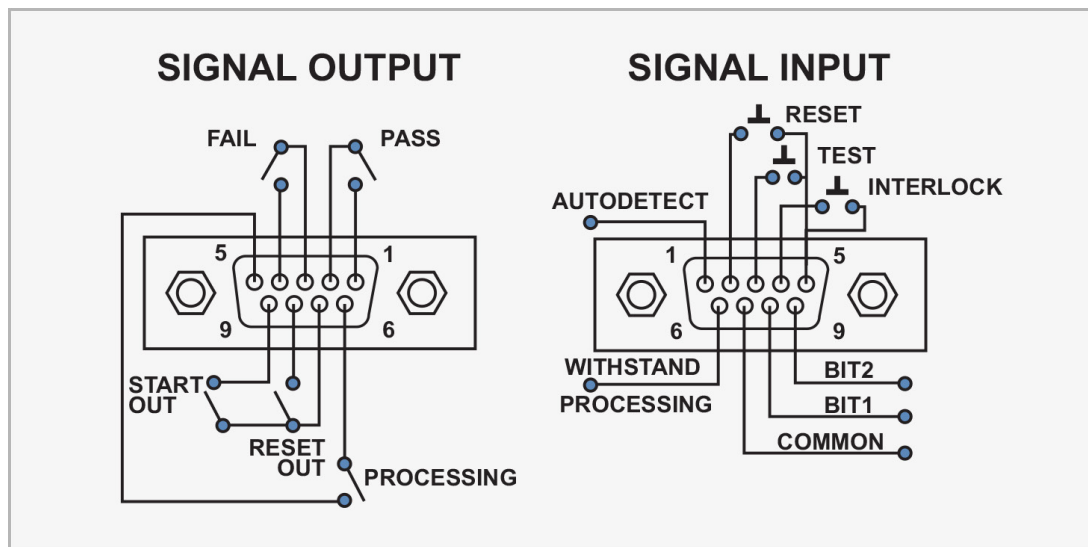 SIGNAL OUTPUT
FAIL
PASS
5
1
9
6
START
OUT
RESET
OUT
PROCESSING
SIGNAL INPUT
RESET
TEST
INTERLOCK
AUTODETECT
1
5
6
9
WITHSTAND
PROCESSING
BIT2
BIT1
COMMON